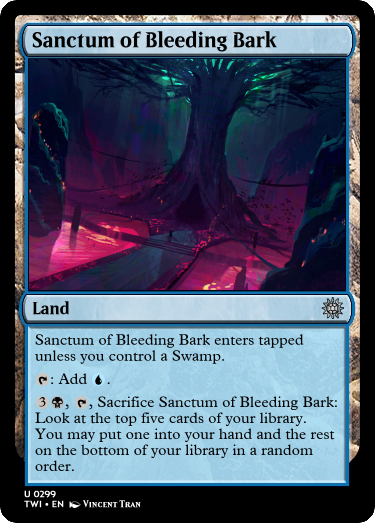 Sanctum of Bleeding Bark
Land
Sanctum of Bleeding Bark enters tapped
unless you control a Swamp.
: Add .
3 , , Sacrifice Sanctum of Bleeding Bark:
Look at the top five cards of your library.
You may put one into your hand and the rest
on the bottom of your library in a random
order.
U 0299
TWI • EN Vincent Tran